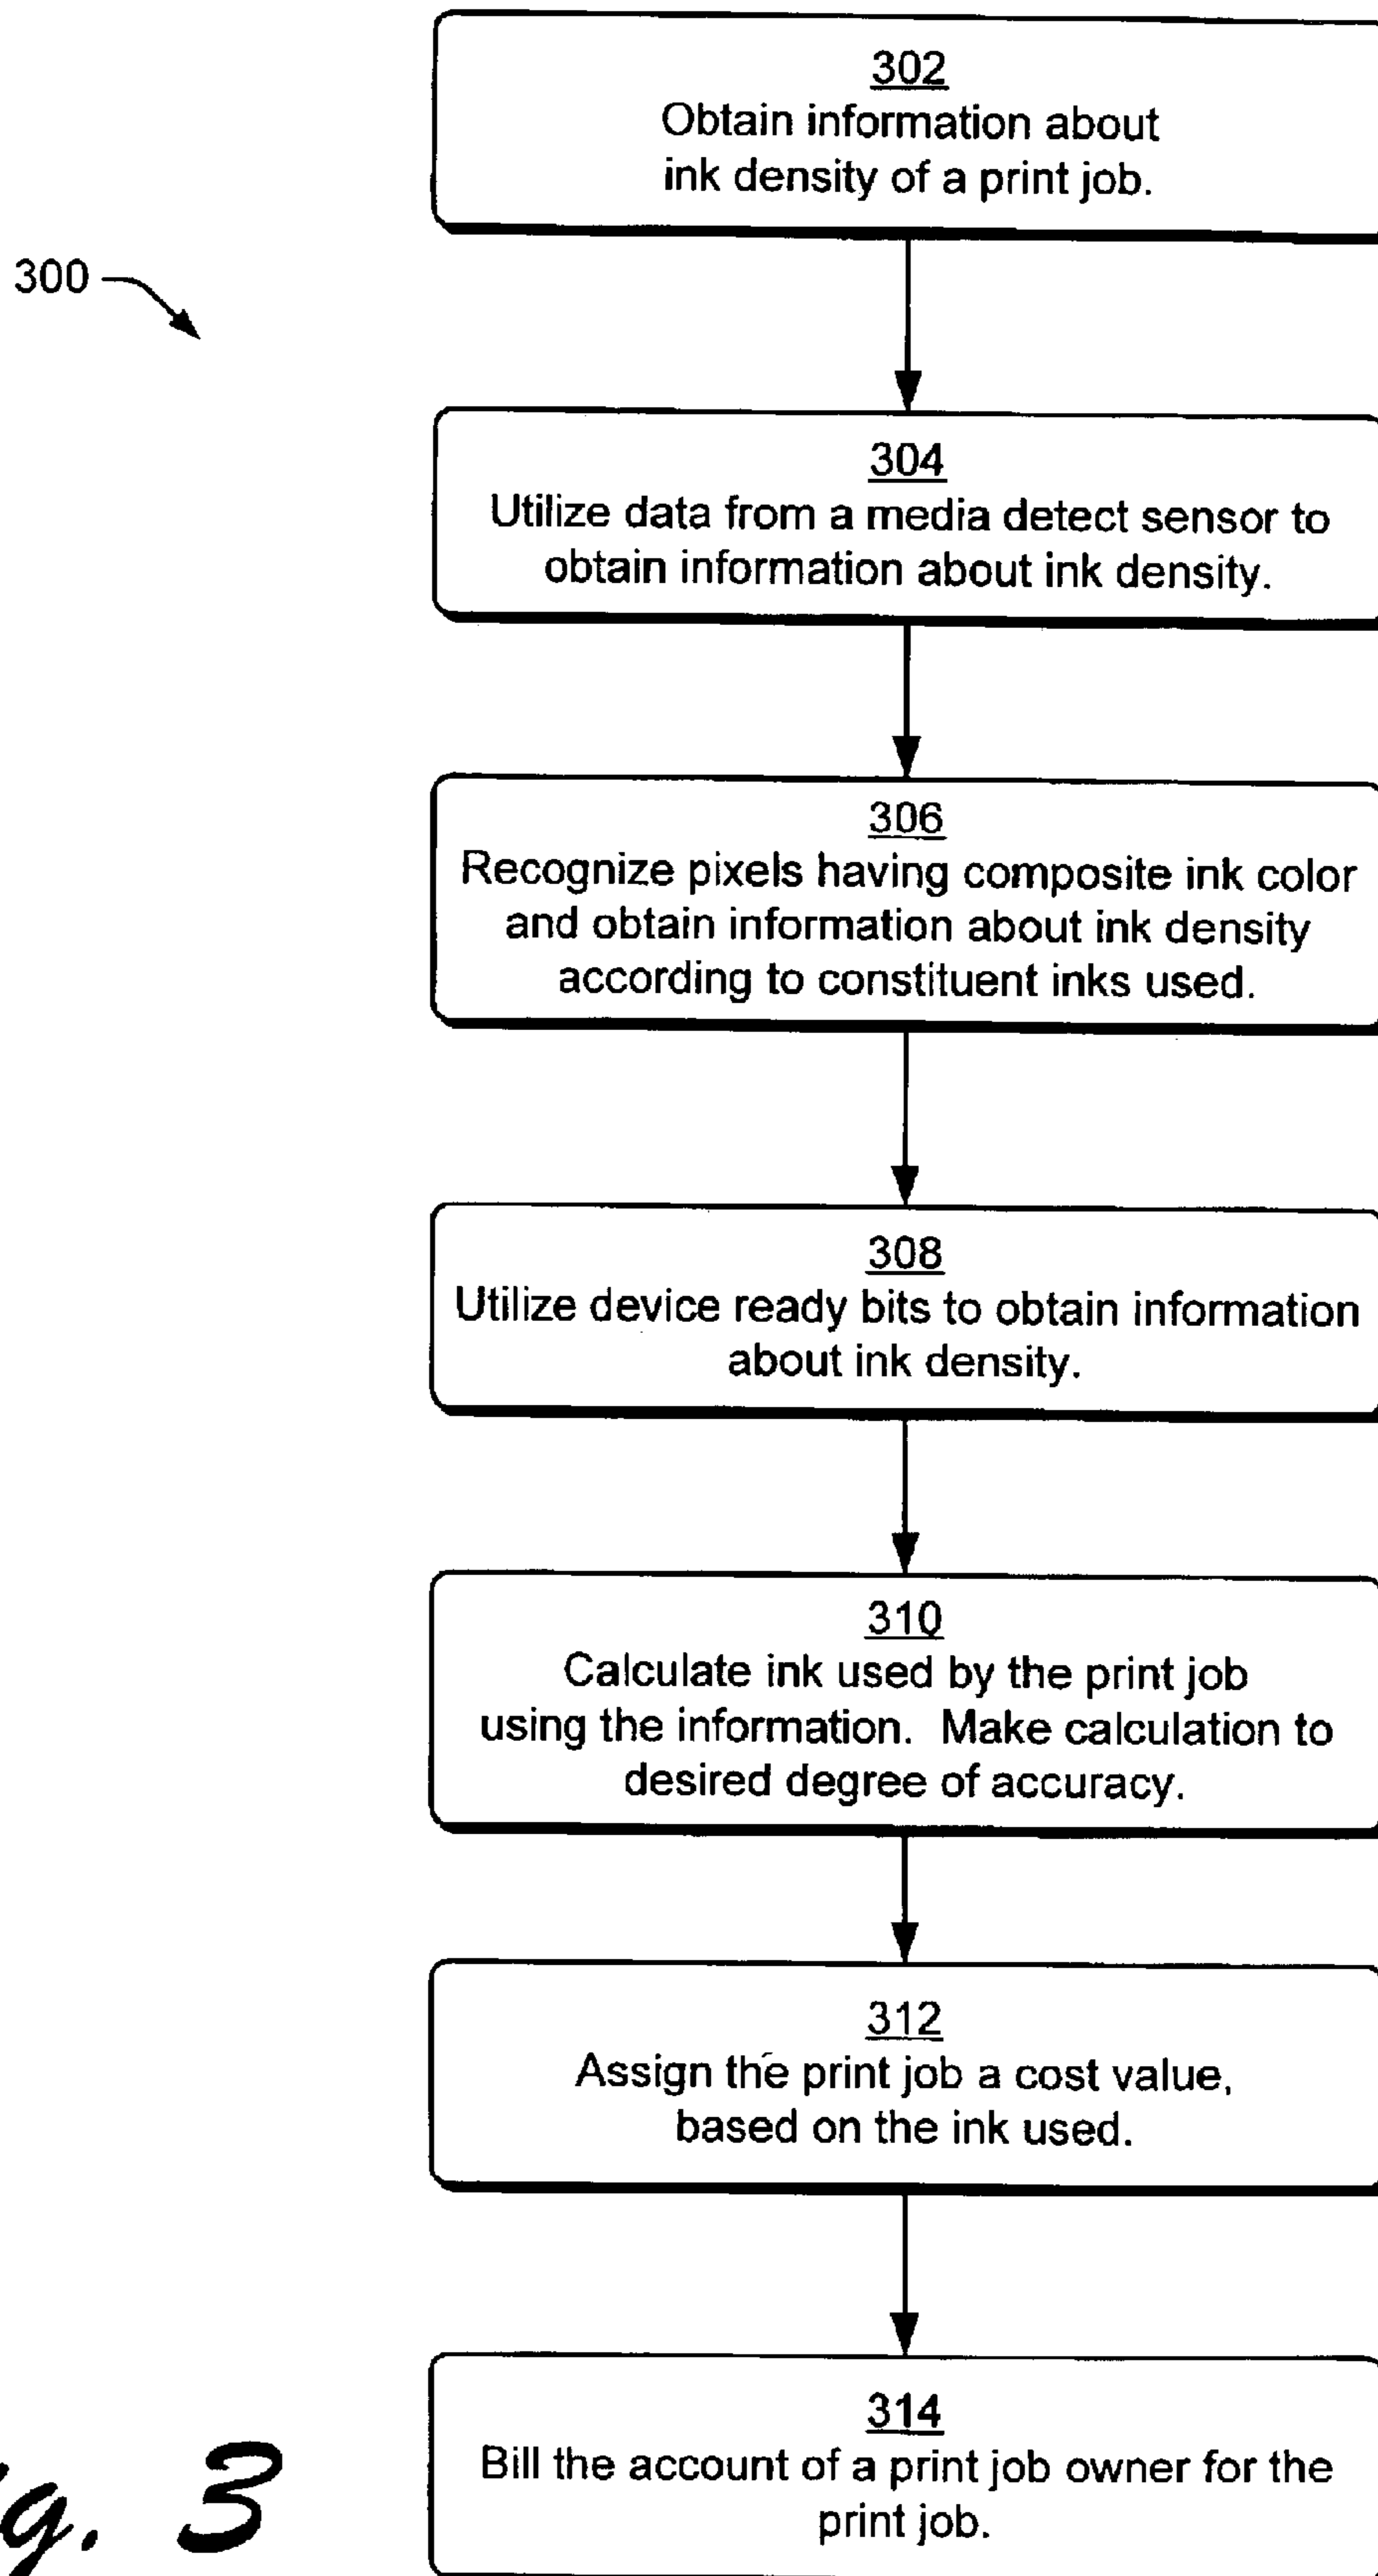 302
Obtain information about
ink density of a print job.
300
304
Utilize data from a media detect sensor to
obtain information about ink density.
306
Recognize pixels having composite ink color
and obtain information about ink density
according to constituent inks used.
308
Utilize device ready bits to obtain information
about ink density.
310
Calculate ink used by the print job
using the information. Make calculation to
desired degree of accuracy.
312
Assign the print job a cost value,
based on the ink used.
314
Bill the account of a print job owner for the
print job.
g. 3